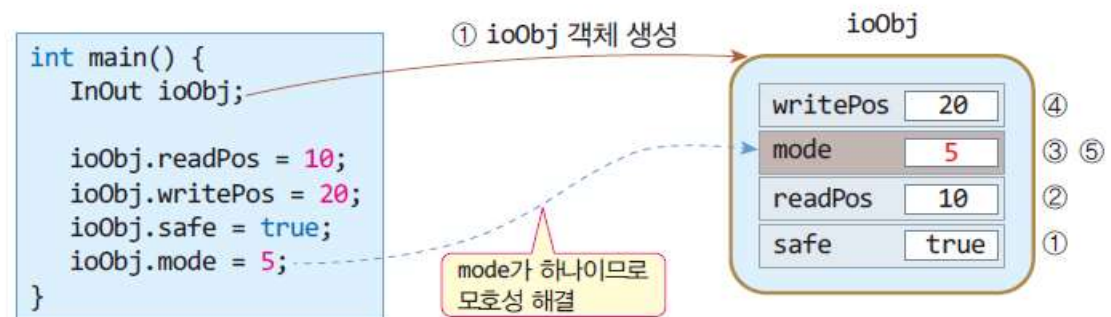 int main() {
InOut ioObj;
ioObj.readPos = 10;
ioObj.writePos = 20;
ioObj.safe = true;
ioObj.mode = 5;
}
① ioObj 객체 생성
mode가 하나이므로
모호성 해결
ioObj
writePos 20 ④
mode 5 ③ ⑤
readPos 10 ②
safe true ①